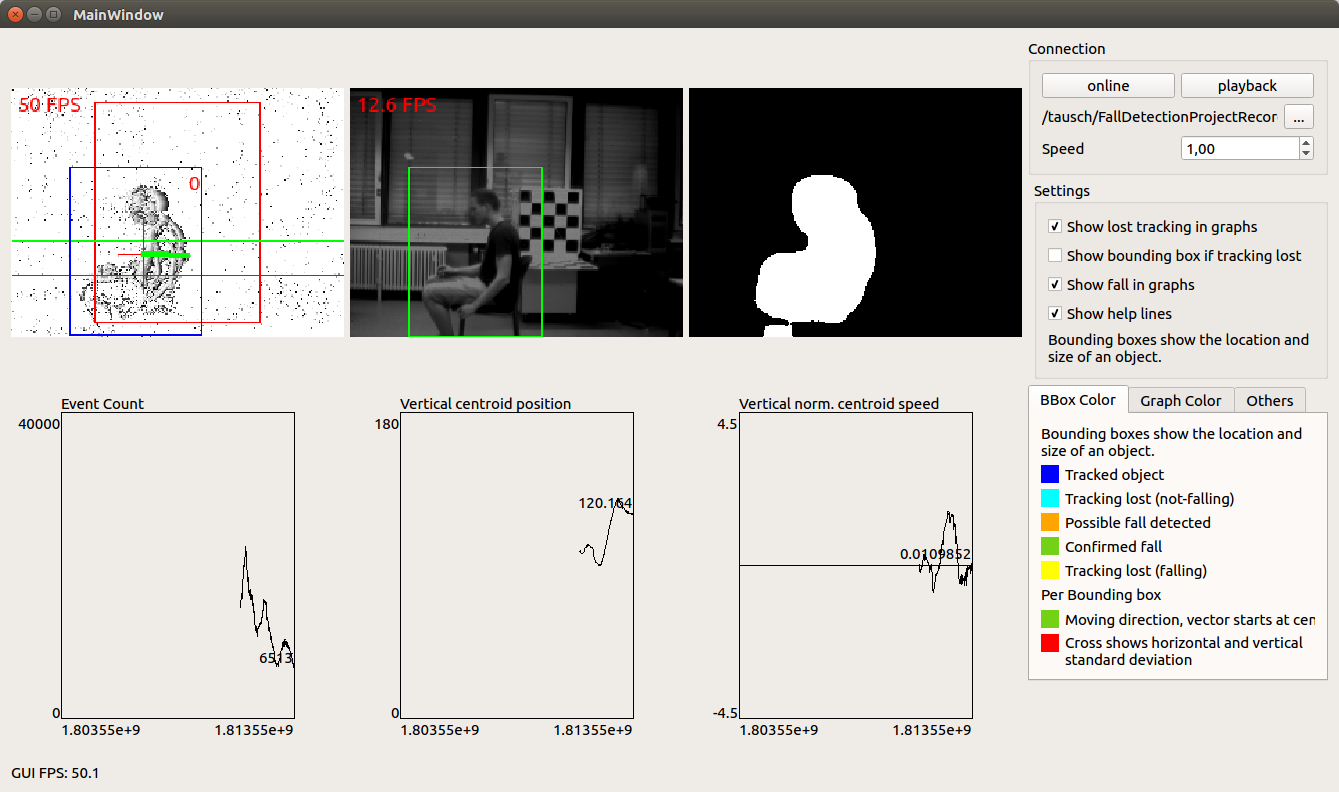 MainWindow
50 FPS
0
12.6 FPS
Event Count
40000
6513
0
1.80355e+9
1.81355e+9
Vertical centroid position
180
120.164
0
1.80355e+9
1.81355e+9
Vertical norm. centroid speed
4.5
0.0109852
-4.5
1.80355e+9
1.81355e+9
GUI FPS: 50.1
Connection
online
playback
/tausch/FallDetectionProjectRecor
...
Speed
1,00
Settings
Show lost tracking in graphs
Show bounding box if tracking lost
Show fall in graphs
Show help lines
Bounding boxes show the location and
size of an object.
BBox Color
Graph Color
Others
Bounding boxes show the location and
size of an object.
Tracked object
Tracking lost (not-falling)
Possible fall detected
Confirmed fall
Tracking lost (falling)
Per Bounding box
Moving direction, vector starts at cen
Cross shows horizontal and vertical
standard deviation